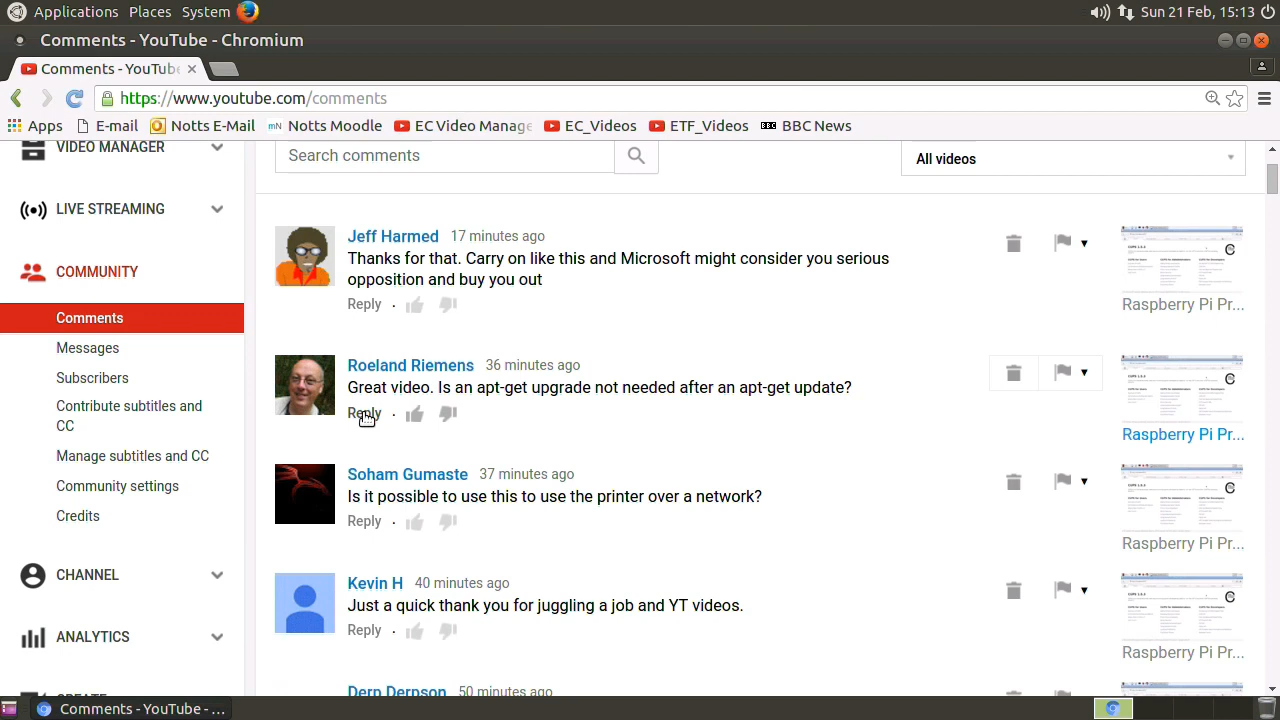 Applications Places System
Sun 21 Feb, 15:13
Comments - YouTube - Chromium
Comments - YouTub
https://www.youtube.com/comments
Apps E-mail Notts E-Mail Notts Moodle EC Video Mana EC_Videos ETF_Videos BBC News
VIDEO MANAGER
Search comments
All videos
LIVE STREAMING
COMMUNITY
Comments
Messages
Subscribers
Contribute subtitles and
CC
Manage subtitles and CC
Community settings
Credits
CHANNEL
ANALYTICS
Jeff Harmed 17 minutes ago
Thanks for that. Carry on like this and Microsoft might consider you serious
opposition and buy you out
Reply
Raspberry Pi Pr...
Roeland Riemens 36 minutes ago
Great video, is an apt-get upgrade not needed after an apt-get update?
Reply
Raspberry Pi Pr...
Soham Gumaste 37 minutes ago
Is it possible to use this to use the printer over a network?
Reply
Raspberry Pi Pr...
Kevin H 40 minutes ago
Just a quick thank you for juggling a job and YT videos.
Reply
Raspberry Pi Pr...
Derp Derpson 50 minutes ago
Comments - YouTube - ...